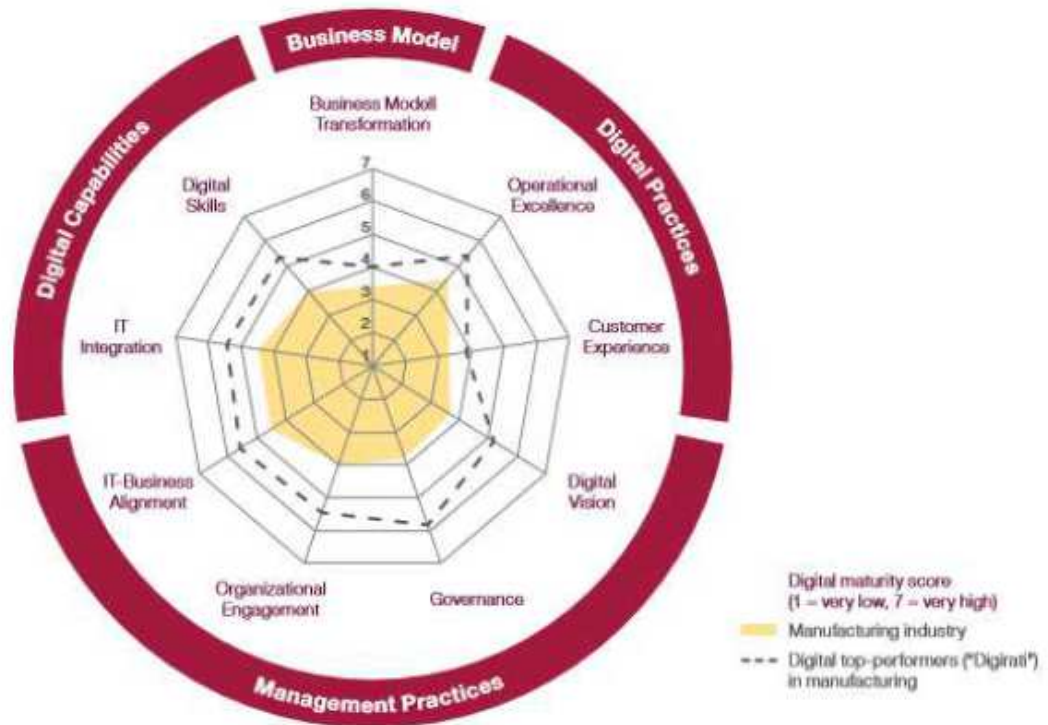 Business Model
Digital Capabilities
Digital Practices
Management Practices
Business Modell
Transformation
Digital
Skills
Operational
Excellence
IT
Integration
Customer
Experience
IT-Business
Alignment
Digital
Vision
Organizational
Engagement
Governance
7
6
5
4
3
2
1
Digital maturity score
(1 = very low, 7 = very high)
Manufacturing industry
Digital top-performers ("Digirati")
in manufacturing